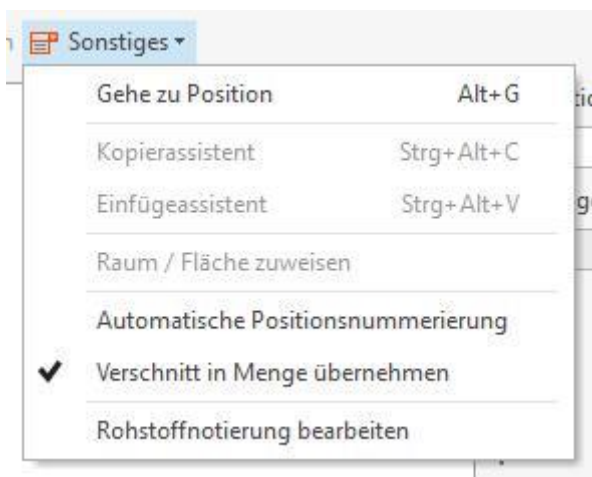 Sonstiges
Gehe zu Position Alt+G
Kopierassistent Strg+Alt+C
Einfügeassistent Strg+Alt+V
Raum / Fläche zuweisen
Automatische Positionsnummerierung
Verschnitt in Menge übernehmen
Rohstoffnotierung bearbeiten